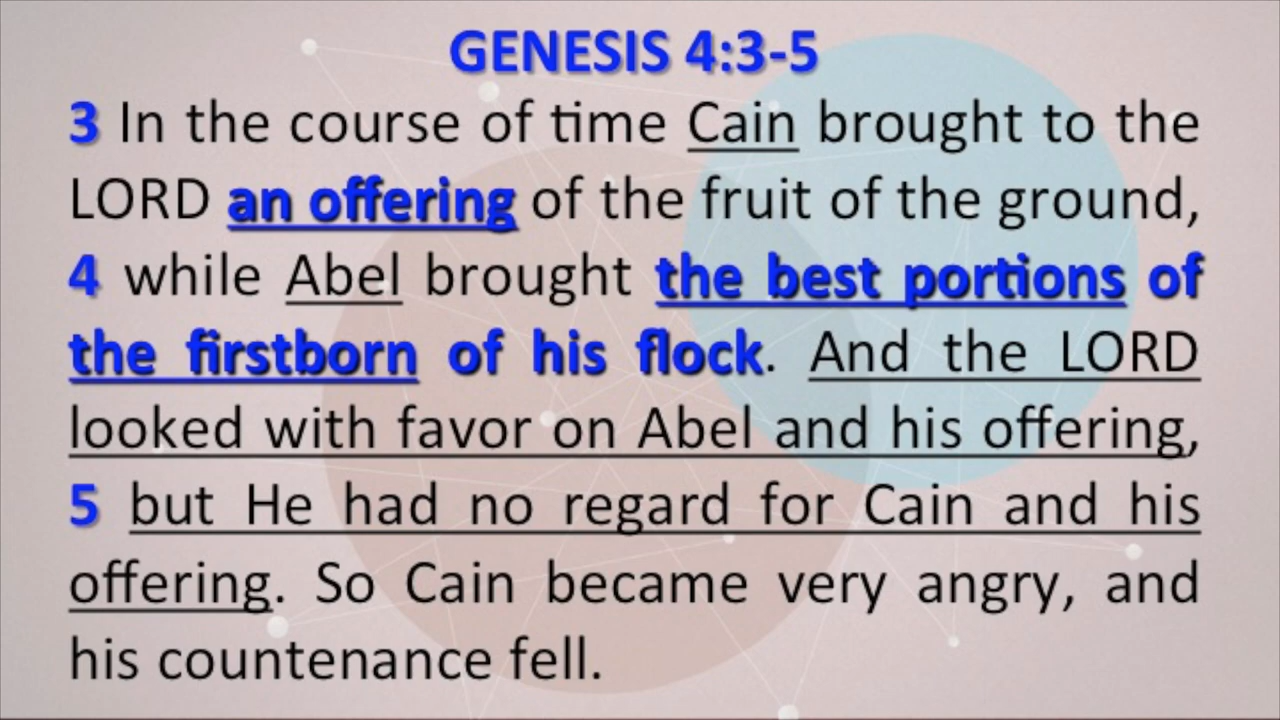 GENESIS 4:3-5
3 In the course of time Cain brought to the
LORD an offering of the fruit of the ground,
4 while Abel brought the best portions of
the firstborn of his flock. And the LORD
looked with favor on Abel and his offering,
5 but He had no regard for Cain and his
offering. So Cain became very angry, and
his countenance fell.